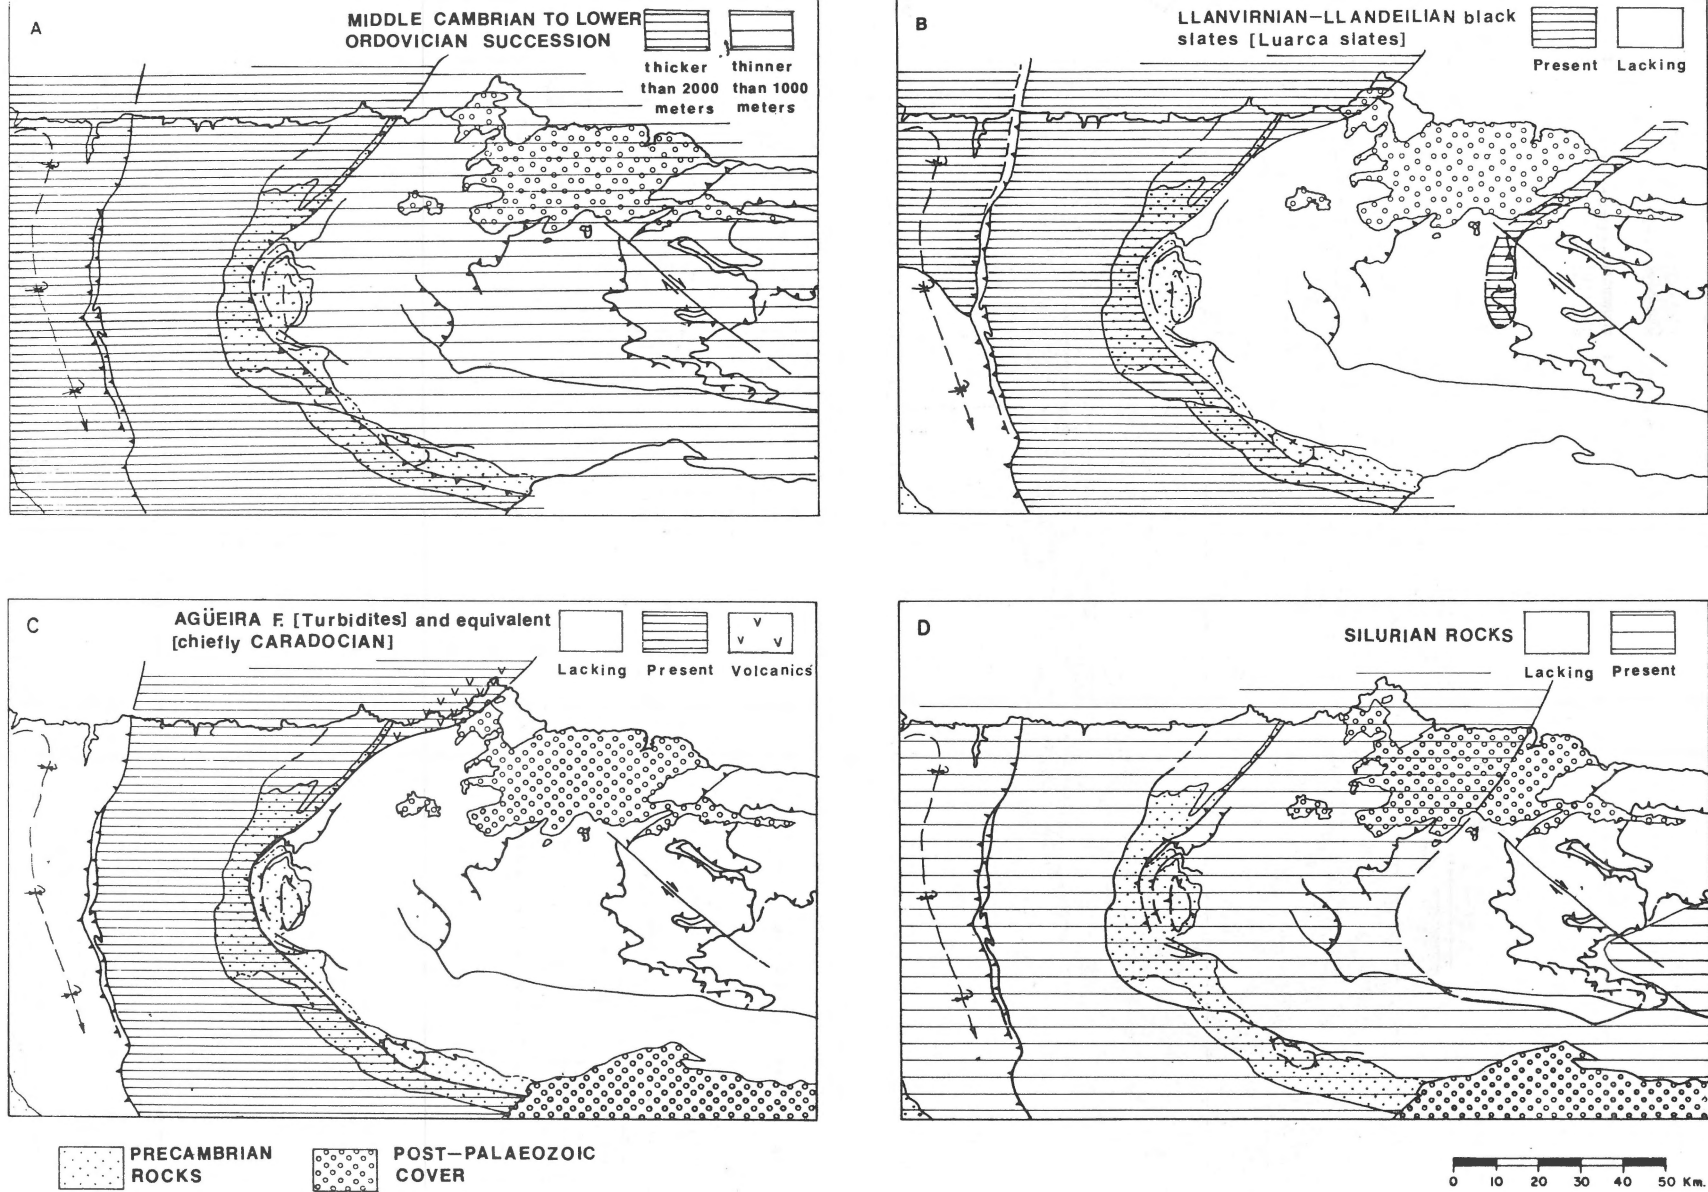 A
MIDDLE CAMBRIAN TO LOWER
ORDOVICIAN SUCCESSION
thicker
than 2000
meters
thinner
than 1000
meters
B
LLANVIRNIAN-LLANDEILIAN black
slates [Luarca slates]
Present
Lacking
C
AGÜEIRA F. [Turbidites] and equivalent
[chiefly CARADOCIAN]
Lacking
Present
Volcanics
D
SILURIAN ROCKS
Lacking
Present
PRECAMBRIAN
ROCKS
POST-PALAEOZOIC
COVER
0 10 20 30 40 50 Km